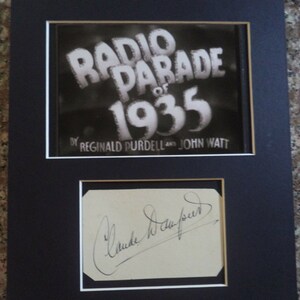 RADIO
PARADE
OF
1935
BY REGINALD PURDELL AND JOHN WATT
Claude Dampier